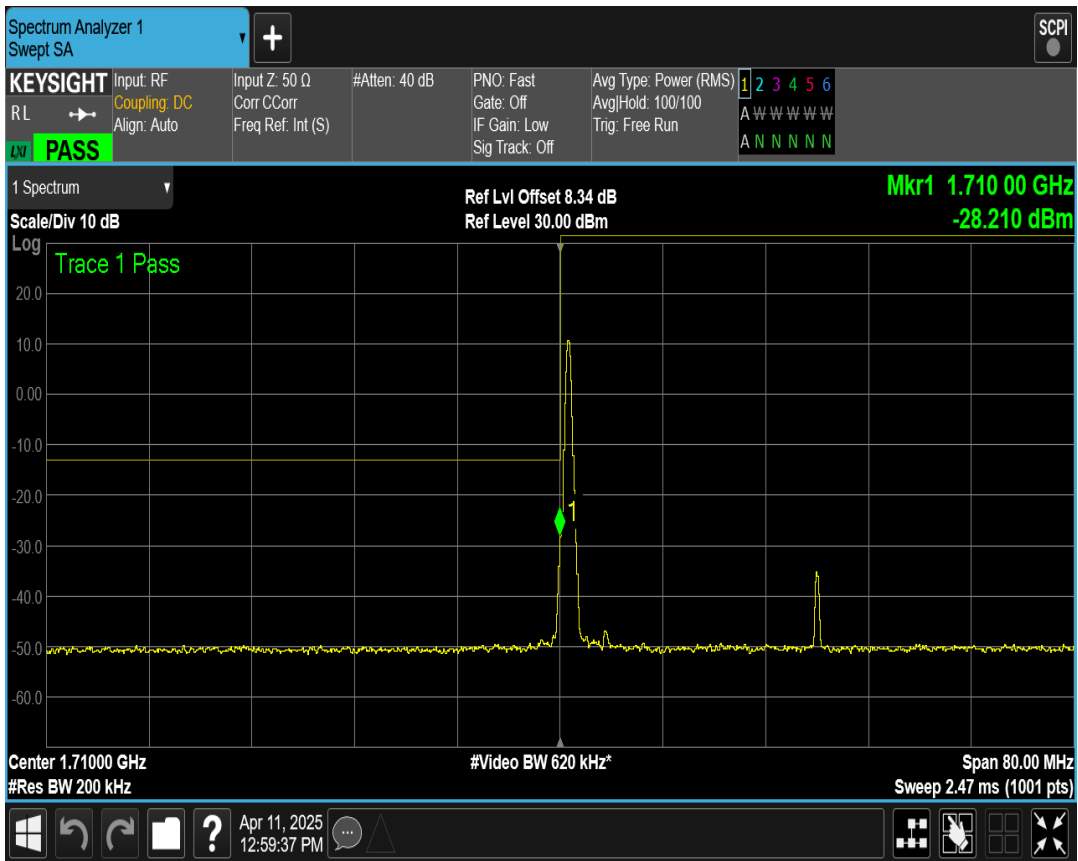 Spectrum Analyzer 1
Swept SA
+
SCPI
KEYSIGHT
RL
LXI PASS
Input: RF
Coupling: DC
Align: Auto
Input Z: 50 Ω
Corr CCorr
Freq Ref: Int (S)
#Atten: 40 dB
PNO: Fast
Gate: Off
IF Gain: Low
Sig Track: Off
Avg Type: Power (RMS)
Avg|Hold: 100/100
Trig: Free Run
1 2 3 4 5 6
A W W W W W
A N N N N N
1 Spectrum
Scale/Div 10 dB
Ref Lvl Offset 8.34 dB
Ref Level 30.00 dBm
Mkr1 1.710 00 GHz
-28.210 dBm
Log
Trace 1 Pass
20.0
10.0
0.00
-10.0
-20.0
-30.0
-40.0
-50.0
-60.0
1
Center 1.71000 GHz
#Video BW 620 kHz*
Span 80.00 MHz
#Res BW 200 kHz
Sweep 2.47 ms (1001 pts)
?
Apr 11, 2025
12:59:37 PM